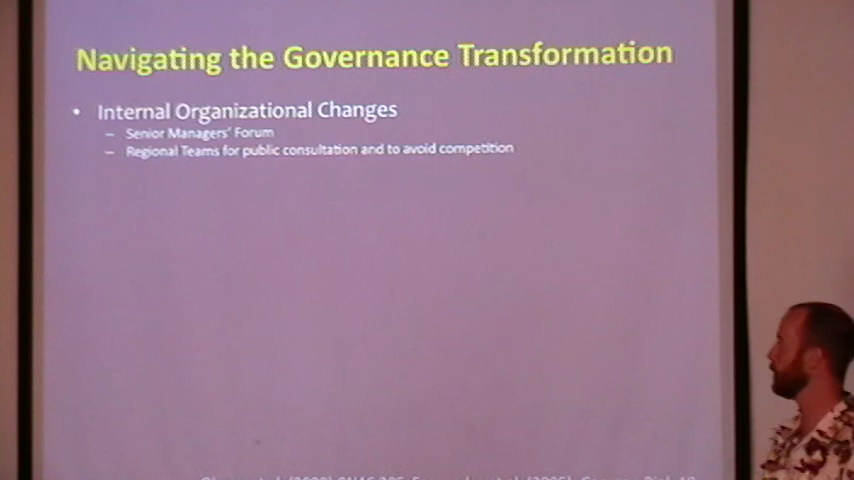 Navigating the Governance Transformation
• Internal Organizational Changes
– Senior Managers' Forum
– Regional Teams for public consultation and to avoid competition